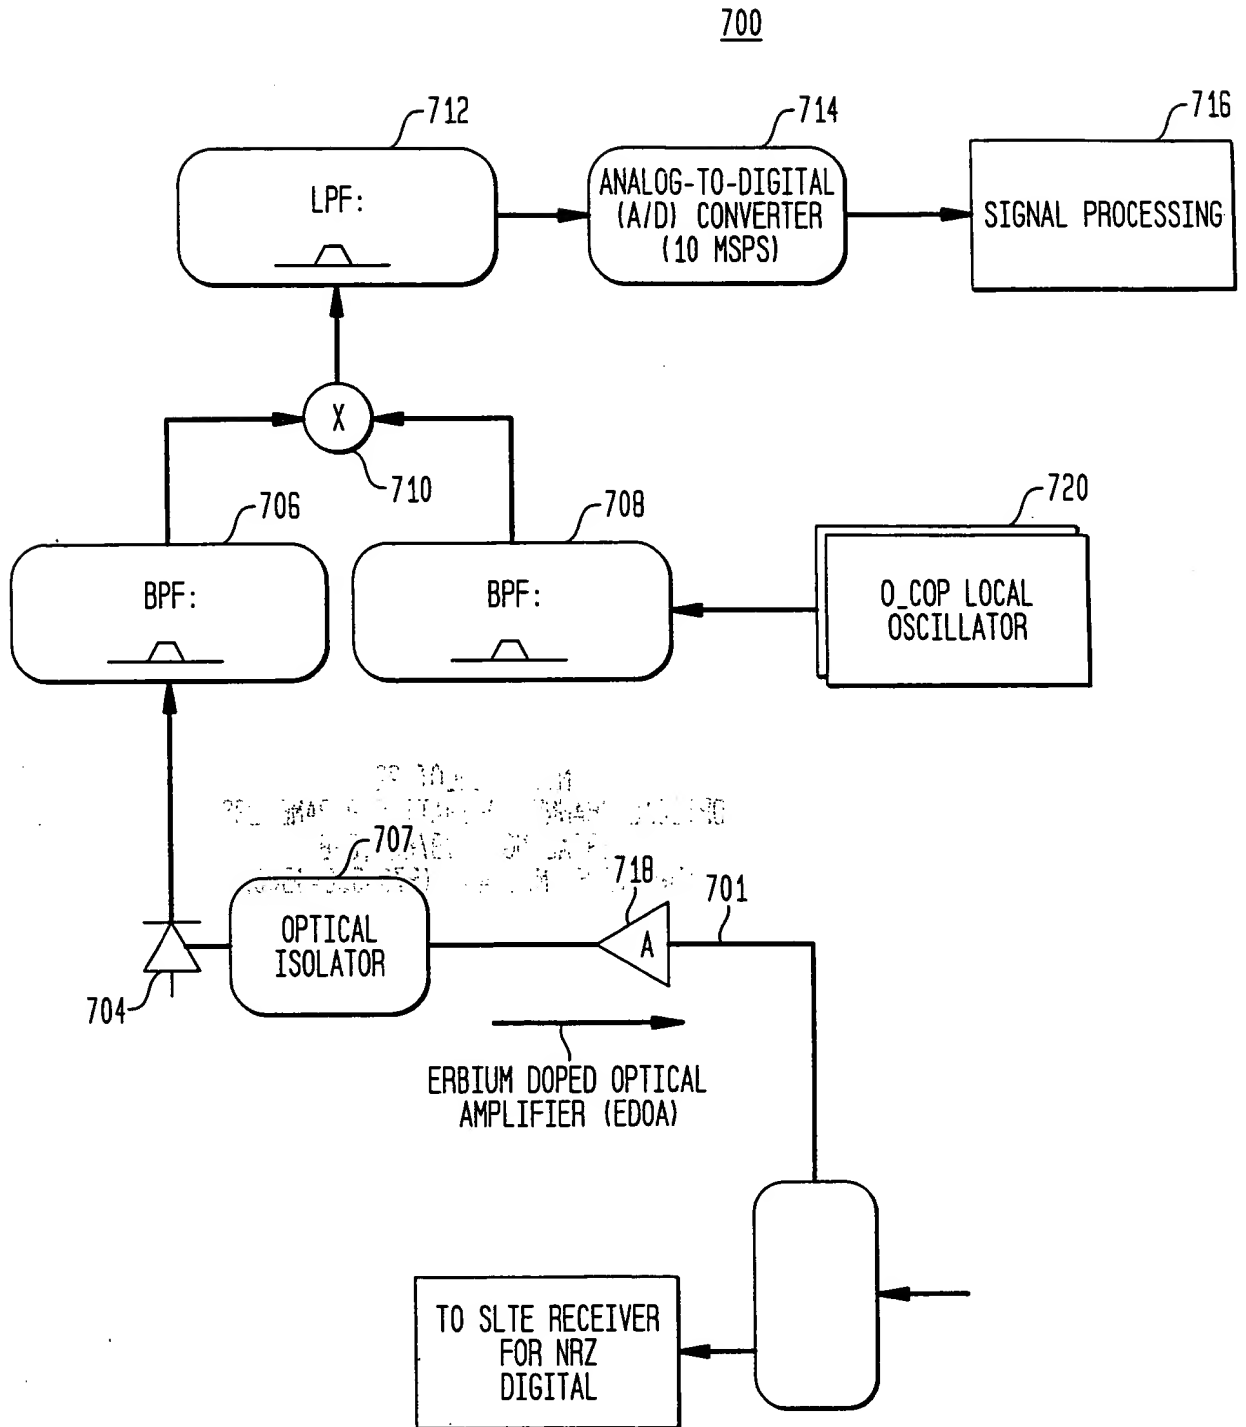 700
712
714
716
LPF:
ANALOG-TO-DIGITAL
(A/D) CONVERTER
(10 MSPS)
SIGNAL PROCESSING
X
710
706
708
720
BPF:
BPF:
O_COP LOCAL
OSCILLATOR
707
718
701
OPTICAL
ISOLATOR
A
704
ERBIUM DOPED OPTICAL
AMPLIFIER (EDOA)
TO SLTE RECEIVER
FOR NRZ
DIGITAL